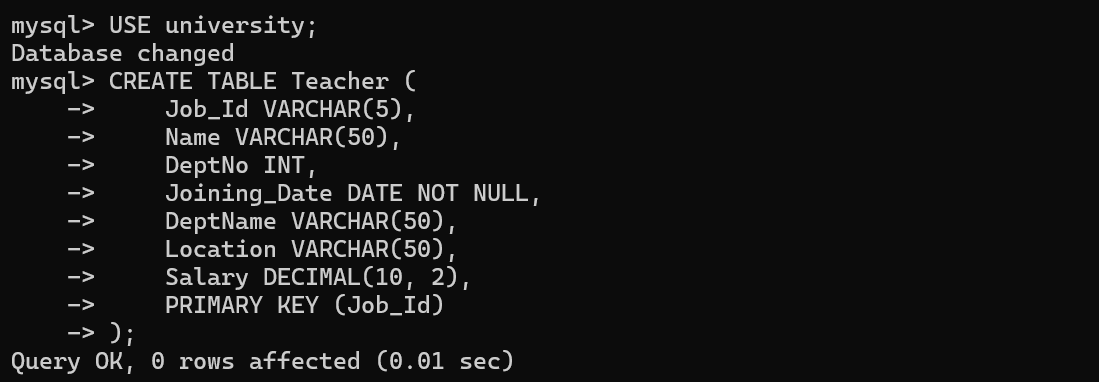 mysql> USE university;
Database changed
mysql> CREATE TABLE Teacher (
    ->     Job_Id VARCHAR(5),
    ->     Name VARCHAR(50),
    ->     DeptNo INT,
    ->     Joining_Date DATE NOT NULL,
    ->     DeptName VARCHAR(50),
    ->     Location VARCHAR(50),
    ->     Salary DECIMAL(10, 2),
    ->     PRIMARY KEY (Job_Id)
    -> );
Query OK, 0 rows affected (0.01 sec)